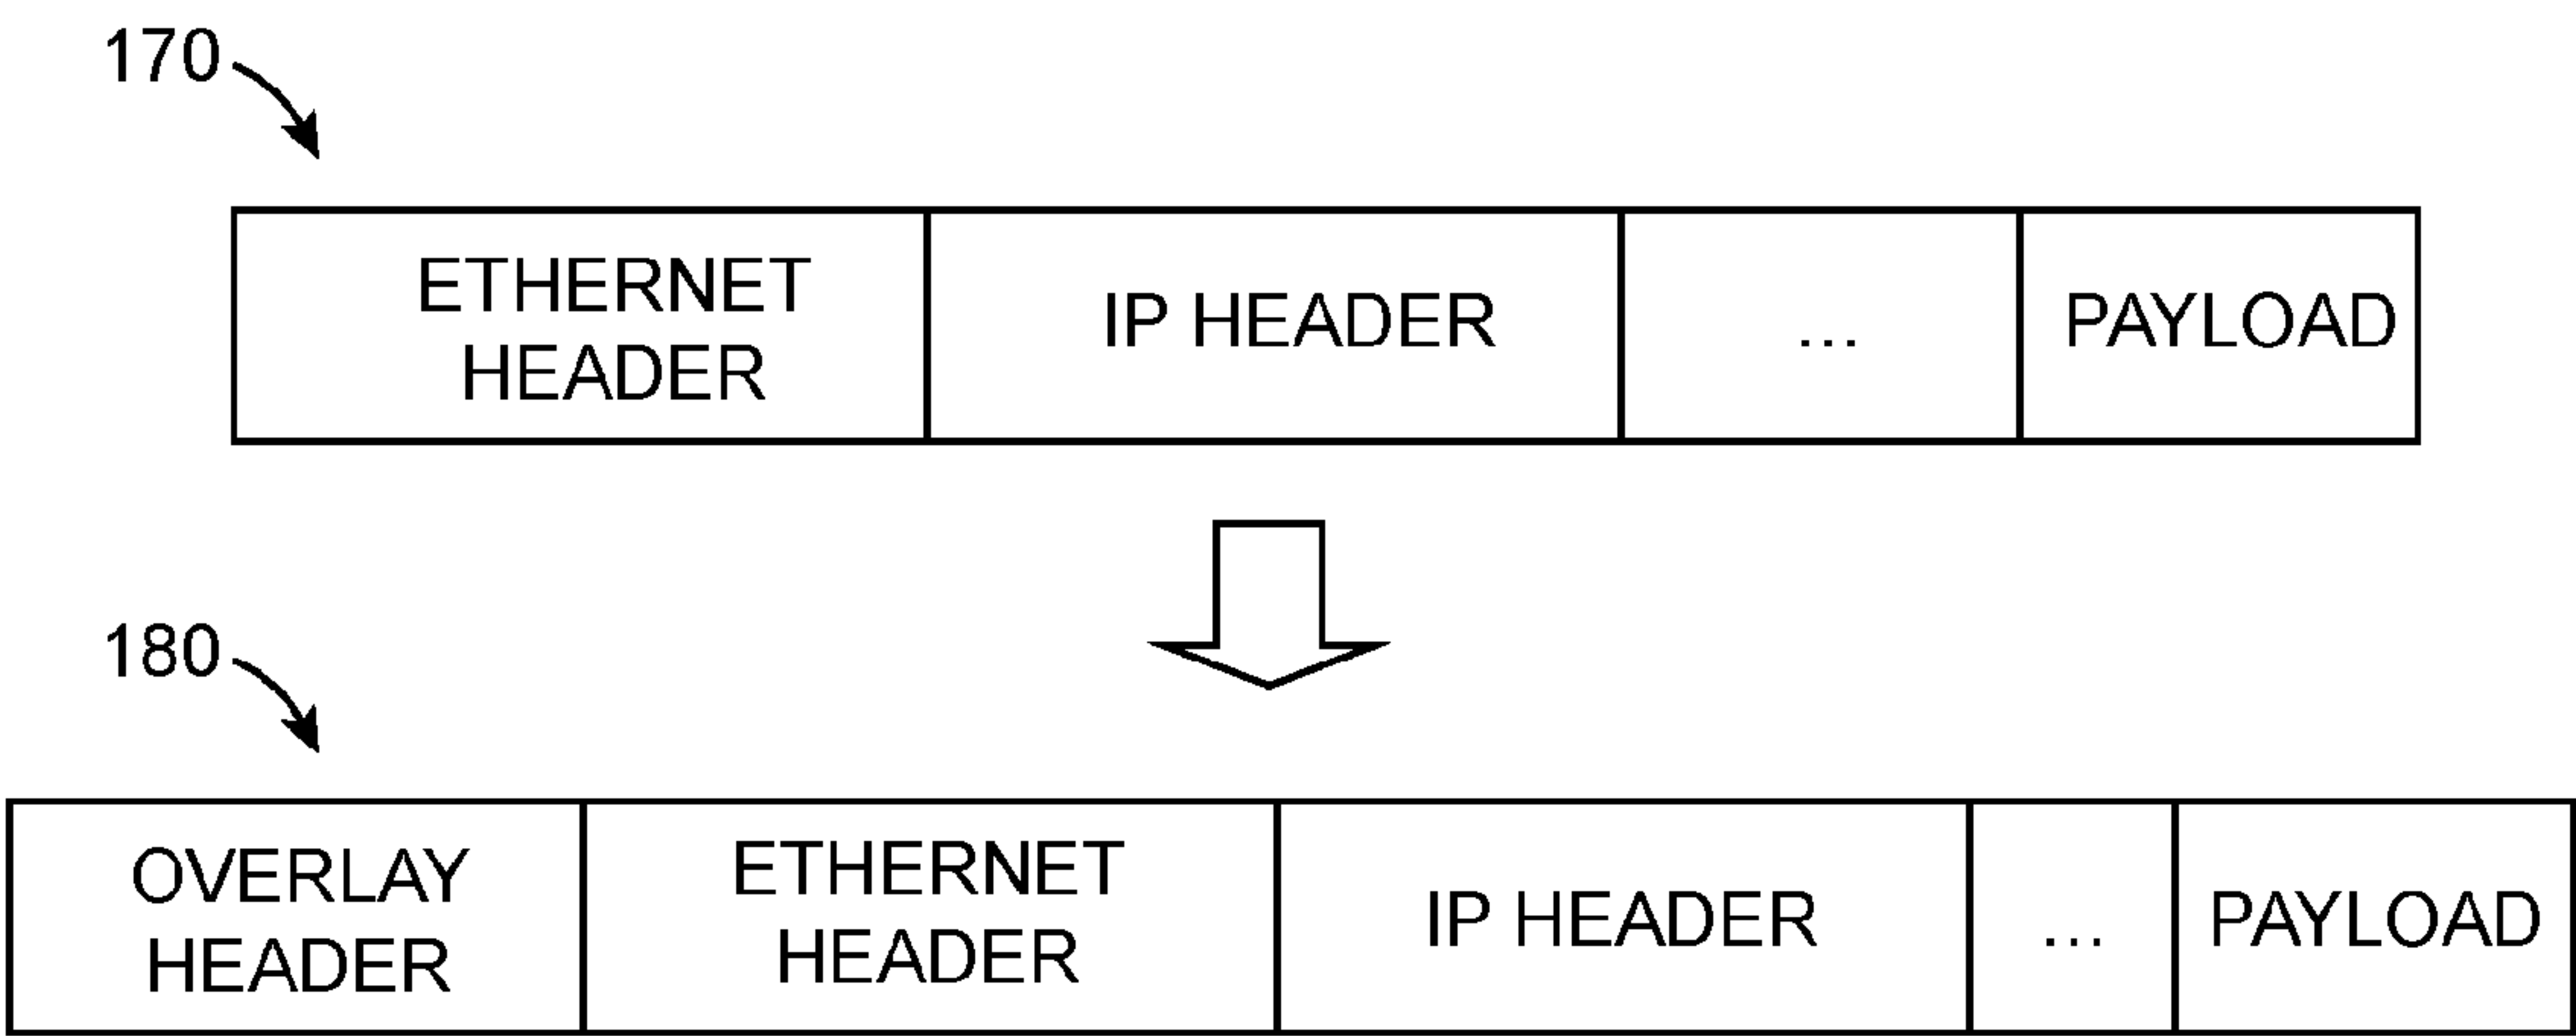 170
ETHERNET
HEADER
IP HEADER
...
PAYLOAD
180
OVERLAY
HEADER
ETHERNET
HEADER
IP HEADER
...
PAYLOAD